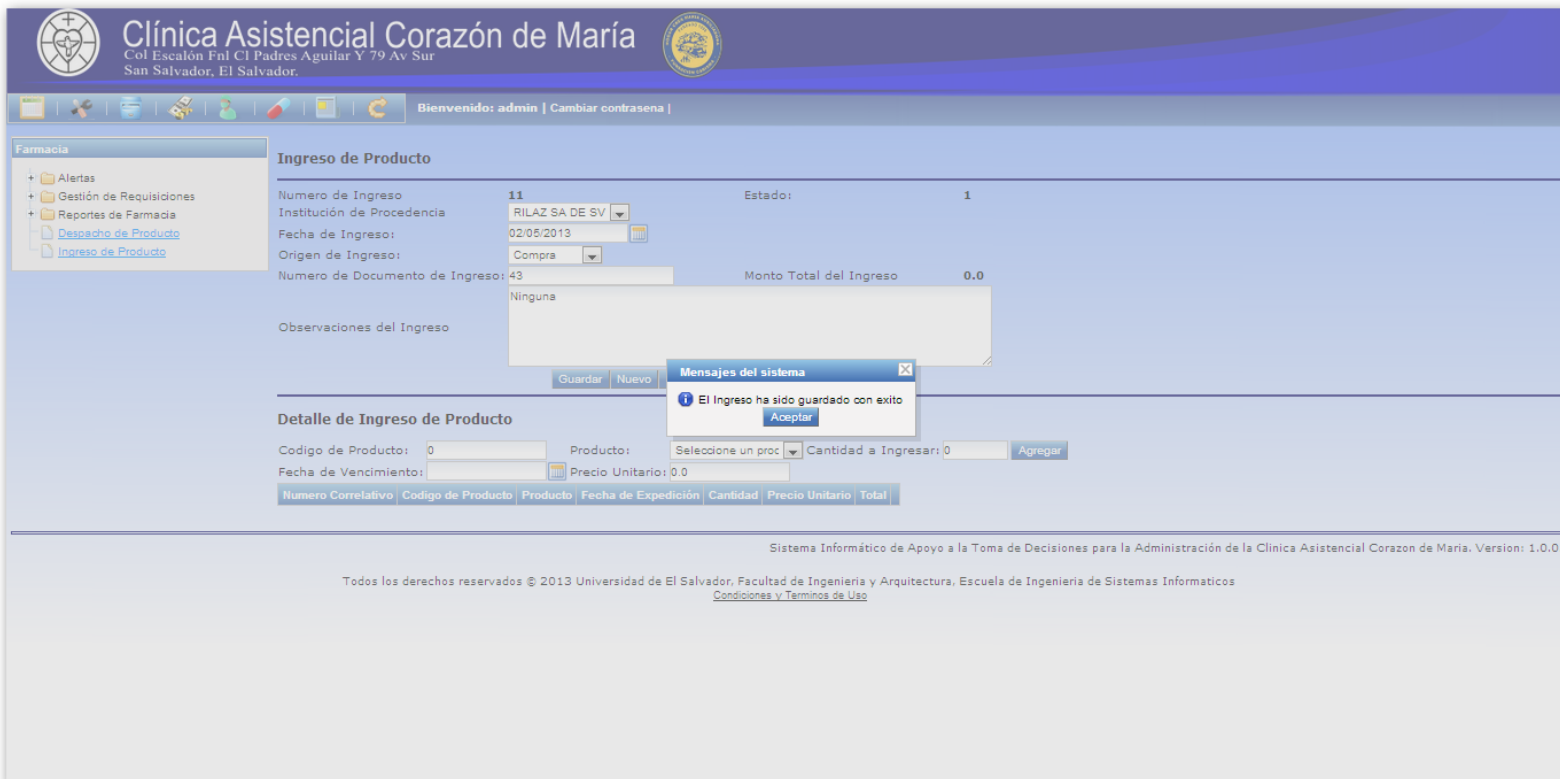 Clínica Asistencial Corazón de María
Col Escalón Fnl Cl Padres Aguilar Y 79 Av Sur
San Salvador, El Salvador.
Bienvenido: admin | Cambiar contrasena |
Farmacia
Alertas
Gestión de Requisiciones
Reportes de Farmacia
Despacho de Producto
Ingreso de Producto
Ingreso de Producto
Numero de Ingreso 11 Estado: 1
Institución de Procedencia RILAZ SA DE SV
Fecha de Ingreso: 02/05/2013
Origen de Ingreso: Compra
Numero de Documento de Ingreso: 43 Monto Total del Ingreso 0.0
Ninguna
Observaciones del Ingreso
Guardar Nuevo
Mensajes del sistema
El Ingreso ha sido guardado con exito
Aceptar
Detalle de Ingreso de Producto
Codigo de Producto: 0 Producto: Seleccione un proc Cantidad a Ingresar: 0 Agregar
Fecha de Vencimiento: Precio Unitario: 0.0
Numero Correlativo Codigo de Producto Producto Fecha de Expedición Cantidad Precio Unitario Total
Sistema Informático de Apoyo a la Toma de Decisiones para la Administración de la Clinica Asistencial Corazon de Maria. Version: 1.0.0
Todos los derechos reservados © 2013 Universidad de El Salvador, Facultad de Ingenieria y Arquitectura, Escuela de Ingenieria de Sistemas Informaticos
Condiciones y Terminos de Uso